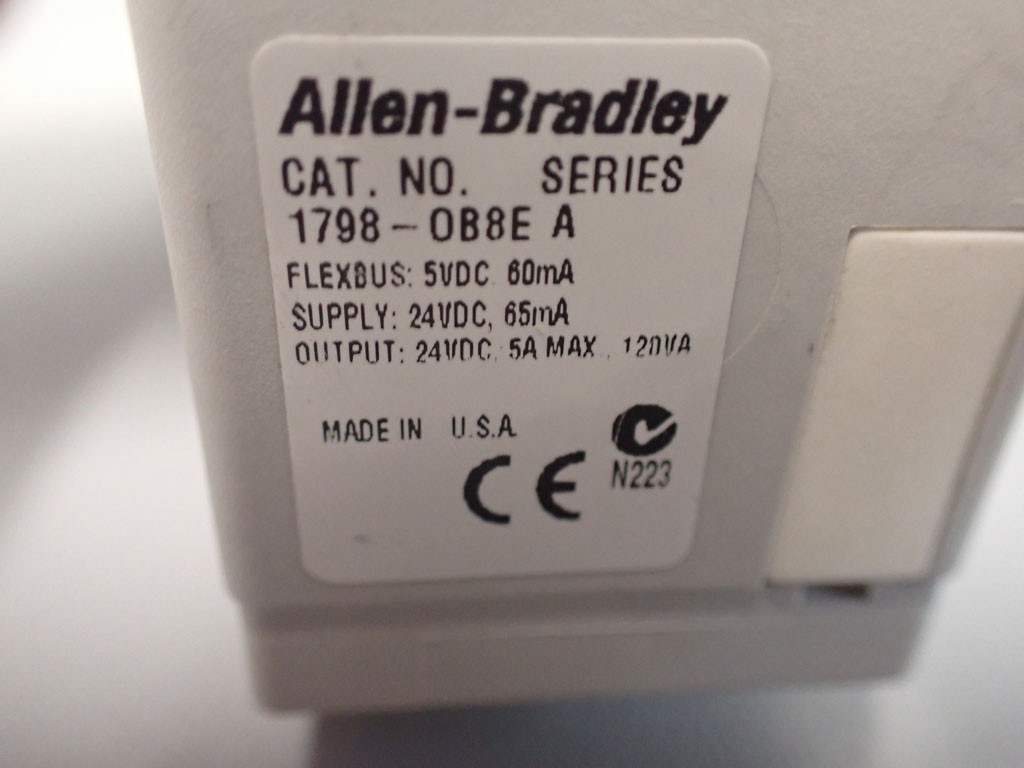 Allen-Bradley
CAT. NO. SERIES
1798-OB8E A
FLEXBUS: 5VDC, 60mA
SUPPLY: 24VDC, 65mA
OUTPUT: 24VDC, 5A MAX., 120VA
MADE IN U.S.A.
CE
N223